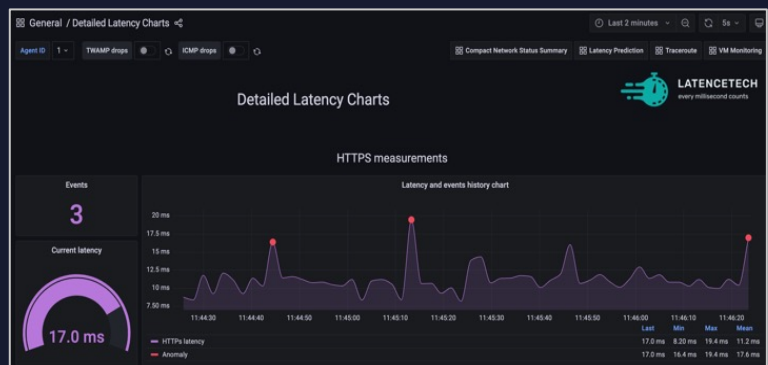 General / Detailed Latency Charts
Last 2 minutes
5s
Agent ID 1 TWAMP drops ICMP drops
Compact Network Status Summary Latency Prediction Traceroute VM Monitoring
LATENCETECH
every millisecond counts
Detailed Latency Charts
HTTPS measurements
Events
3
Current latency
17.0 ms
Latency and events history chart
20 ms
17.5 ms
15 ms
12.5 ms
10 ms
7.50 ms
11:44:30 11:44:40 11:44:50 11:45:00 11:45:10 11:45:20 11:45:30 11:45:40 11:45:50 11:46:00 11:46:10 11:46:20
Last Min Max Mean
HTTPs latency 17.0 ms 8.20 ms 19.4 ms 11.2 ms
Anomaly 17.0 ms 16.4 ms 19.4 ms 17.6 ms